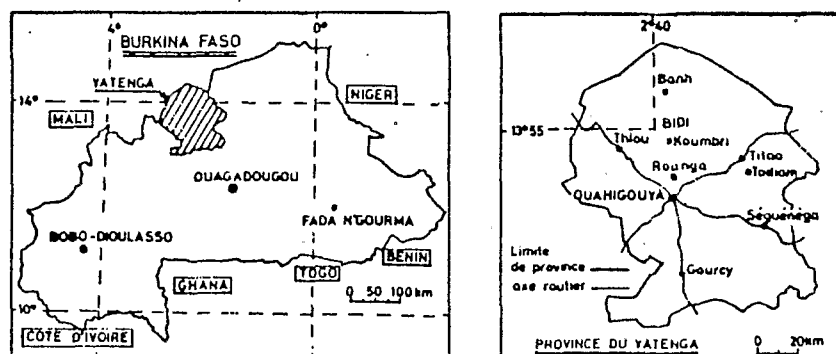 4° 0°
BURKINA FASO
YATENGA
14°
NIGER
MALI
OUAGADOUGOU
FADA N'GOURMA
BOBO-DIOULASSO
BENIN
TOGO
GHANA
0 50 100km
10°
CÔTE D'IVOIRE
2°40
Banh
13°55
BIDI
Koumbri
Thiou
Titao
Rounga
Todiam
OUAHIGOUYA
Séguénéga
Limite
de province
axe routier
Gourcy
PROVINCE DU YATENGA
0 20km